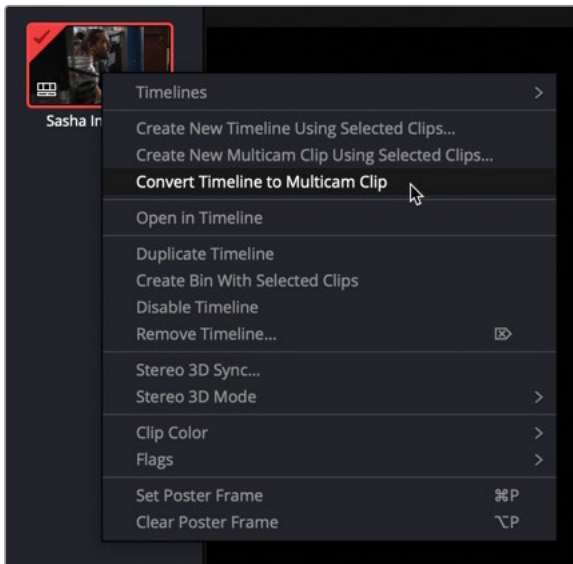 Sasha In
Timelines >
Create New Timeline Using Selected Clips...
Create New Multicam Clip Using Selected Clips...
Convert Timeline to Multicam Clip
Open in Timeline
Duplicate Timeline
Create Bin With Selected Clips
Disable Timeline
Remove Timeline... ⌦
Stereo 3D Sync...
Stereo 3D Mode >
Clip Color >
Flags >
Set Poster Frame ⌘P
Clear Poster Frame ⌥P